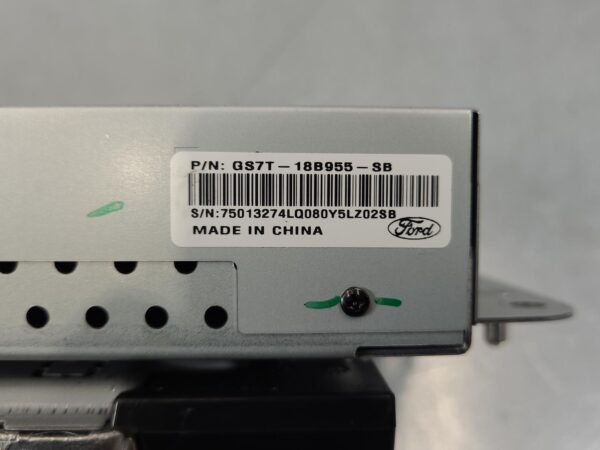 P/N: GS7T-18B955-SB
S/N:75013274LQ080Y5LZ02SB
MADE IN CHINA
Ford